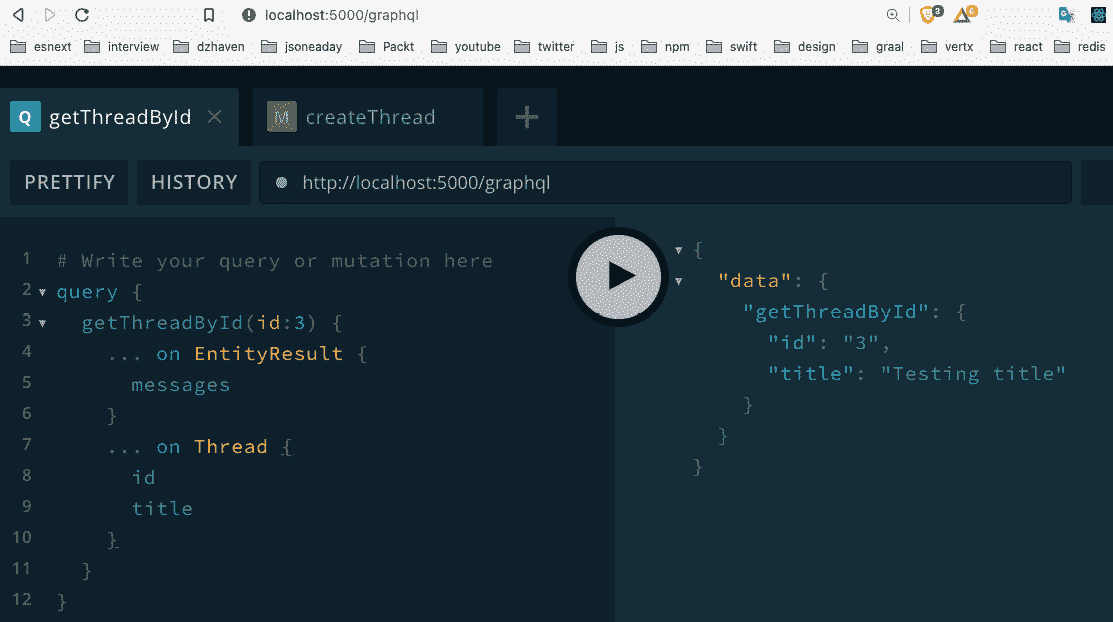 localhost:5000/graphql
3
6
esnext interview dzhaven jsoneaday Packt youtube twitter js npm swift design graal vertx react redis
Q getThreadById × M createThread +
PRETTIFY HISTORY http://localhost:5000/graphql
1 # Write your query or mutation here
2 query {
3 getThreadById(id:3) {
4 ... on EntityResult {
5 messages
6 }
7 ... on Thread {
8 id
9 title
10 }
11 }
12 }
{
"data": {
"getThreadById": {
"id": "3",
"title": "Testing title"
}
}
}